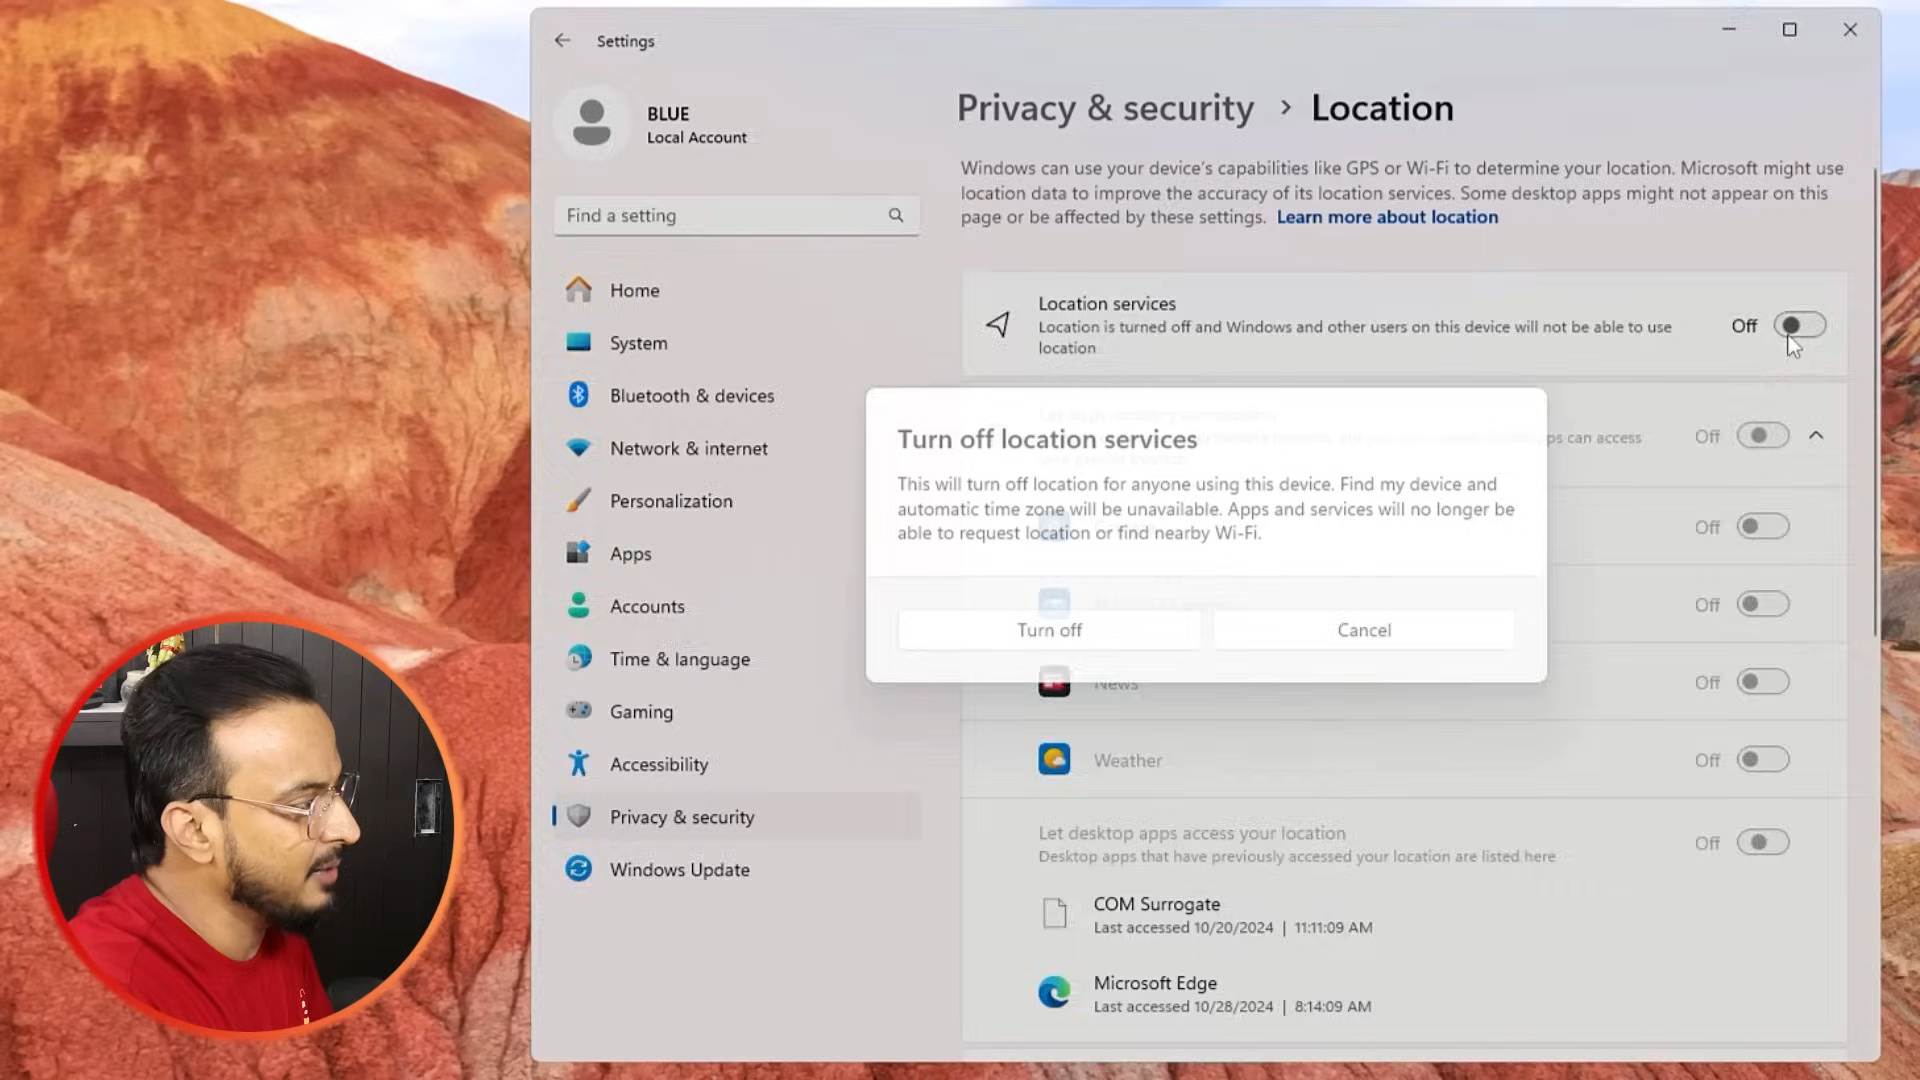 Settings
BLUE
Local Account
Find a setting
Home
System
Bluetooth & devices
Network & internet
Personalization
Apps
Accounts
Time & language
Gaming
Accessibility
Privacy & security
Windows Update
Privacy & security > Location
Windows can use your device's capabilities like GPS or Wi-Fi to determine your location. Microsoft might use
location data to improve the accuracy of its location services. Some desktop apps might not appear on this
page or be affected by these settings. Learn more about location
Location services
Location is turned off and Windows and other users on this device will not be able to use
location
Off
ps can access
Off
Turn off location services
This will turn off location for anyone using this device. Find my device and
automatic time zone will be unavailable. Apps and services will no longer be
able to request location or find nearby Wi-Fi.
Off
Off
Turn off
Cancel
News
Off
Weather
Off
Let desktop apps access your location
Desktop apps that have previously accessed your location are listed here
Off
COM Surrogate
Last accessed 10/20/2024 | 11:11:09 AM
Microsoft Edge
Last accessed 10/28/2024 | 8:14:09 AM